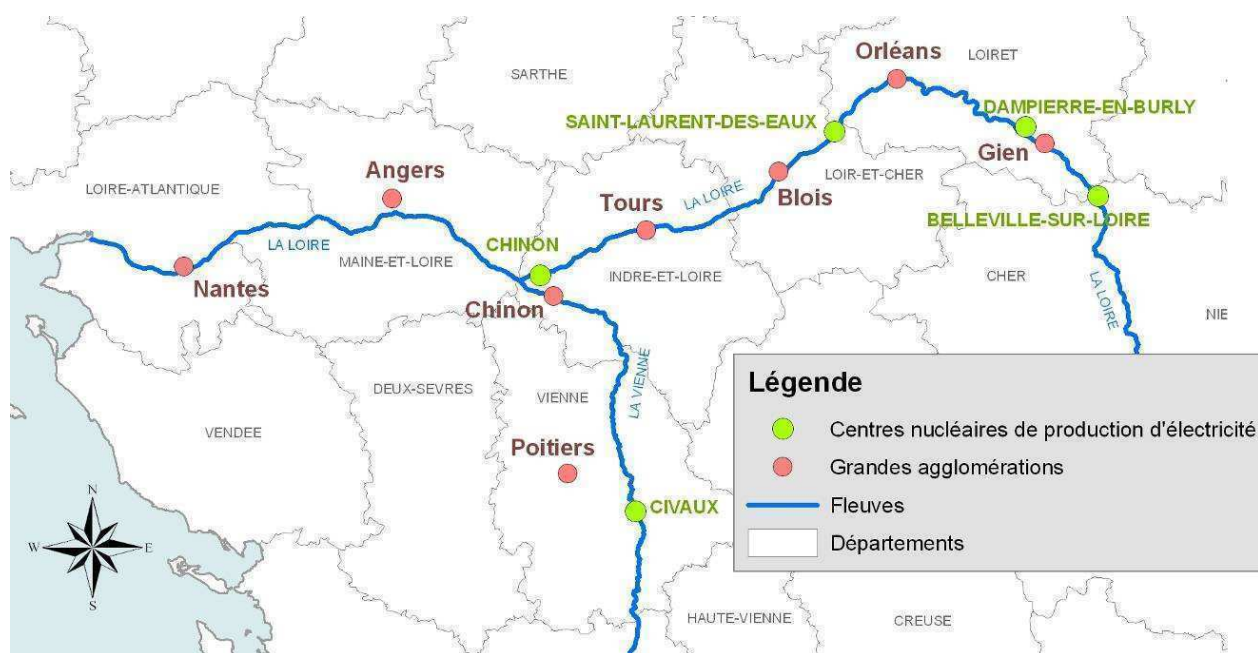 Orléans
LOIRET
SARTHE
DAMPIERRE-EN-BURLY
SAINT-LAURENT-DES-EAUX
Gien
Angers
LOIRE-ATLANTIQUE
LOIR-ET-CHER
Blois
LA LOIRE
Tours
BELLEVILLE-SUR-LOIRE
LA LOIRE
CHINON
MAINE-ET-LOIRE
INDRE-ET-LOIRE
CHER
Nantes
Chinon
LA LOIRE
NIE
LA VIENNE
DEUX-SEVRES
VIENNE
VENDEE
Poitiers
CIVAUX
Légende
Centres nucléaires de production d'électricité
Grandes agglomérations
Fleuves
Départements
N
W
E
S
HAUTE-VIENNE
CREUSE